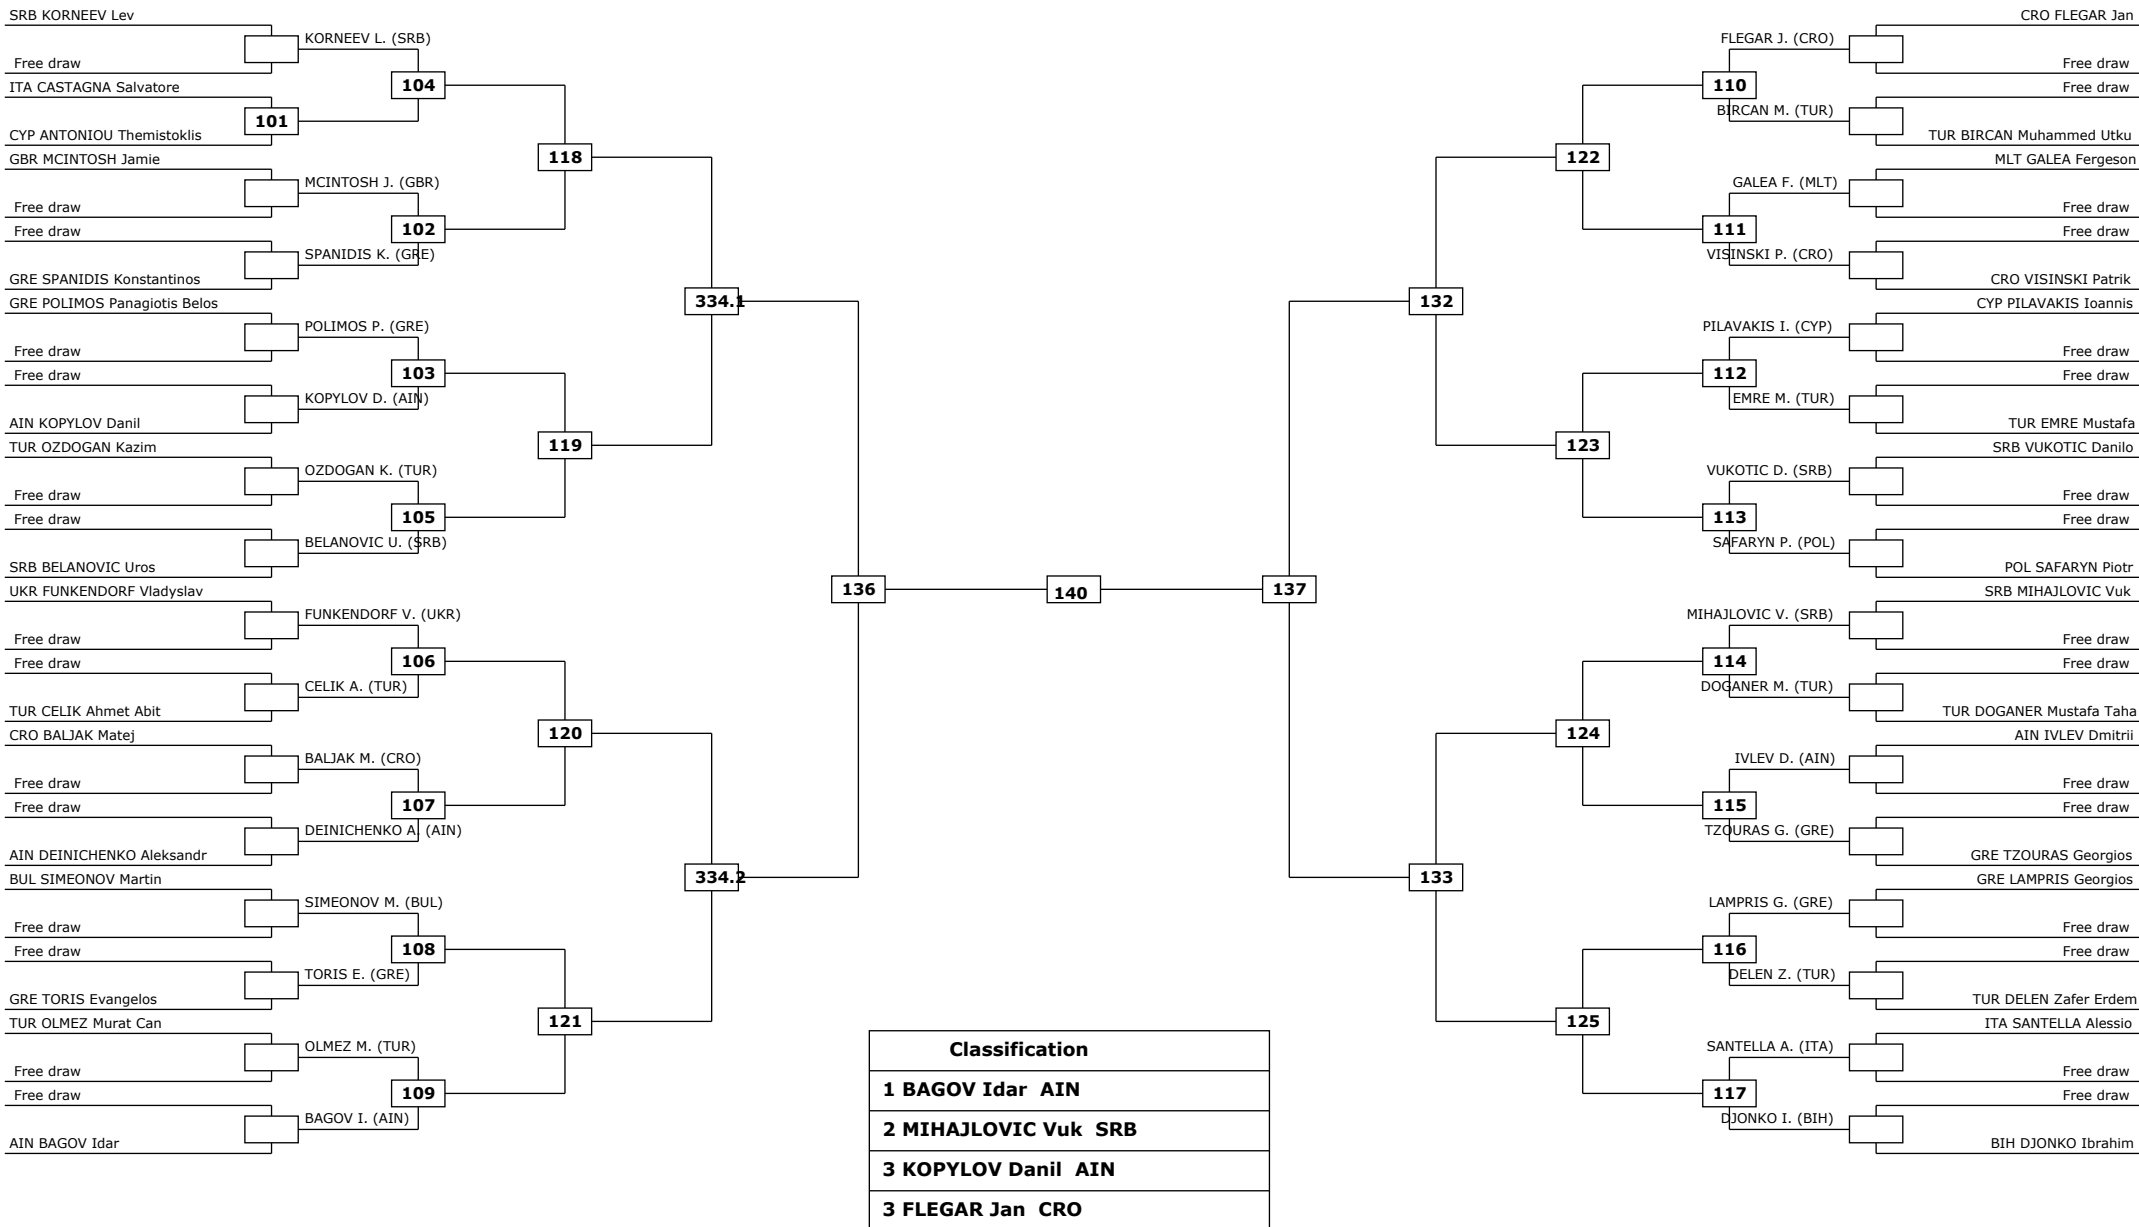 SRB KORNEEV Lev
KORNEEV L. (SRB)
Free draw
104
ITA CASTAGNA Salvatore
101
CYP ANTONIOU Themistoklis
118
GBR MCINTOSH Jamie
MCINTOSH J. (GBR)
Free draw
102
Free draw
SPANIDIS K. (GRE)
GRE SPANIDIS Konstantinos
334.1
GRE POLIMOS Panagiotis Belos
POLIMOS P. (GRE)
Free draw
103
Free draw
KOPYLOV D. (AIN)
AIN KOPYLOV Danil
119
TUR OZDOGAN Kazim
OZDOGAN K. (TUR)
Free draw
105
Free draw
BELANOVIC U. (SRB)
SRB BELANOVIC Uros
136
UKR FUNKENDORF Vladyslav
FUNKENDORF V. (UKR)
Free draw
106
Free draw
CELIK A. (TUR)
TUR CELIK Ahmet Abit
120
CRO BALJAK Matej
BALJAK M. (CRO)
Free draw
107
Free draw
DEINICHENKO A. (AIN)
AIN DEINICHENKO Aleksandr
334.2
BUL SIMEONOV Martin
SIMEONOV M. (BUL)
Free draw
108
Free draw
TORIS E. (GRE)
GRE TORIS Evangelos
121
TUR OLMEZ Murat Can
OLMEZ M. (TUR)
Free draw
109
Free draw
BAGOV I. (AIN)
AIN BAGOV Idar
140
CRO FLEGAR Jan
FLEGAR J. (CRO)
Free draw
110
Free draw
BIRCAN M. (TUR)
TUR BIRCAN Muhammed Utku
122
MLT GALEA Fergeson
GALEA F. (MLT)
Free draw
111
Free draw
VISINSKI P. (CRO)
CRO VISINSKI Patrik
132
CYP PILAVAKIS Ioannis
PILAVAKIS I. (CYP)
Free draw
112
Free draw
EMRE M. (TUR)
TUR EMRE Mustafa
123
SRB VUKOTIC Danilo
VUKOTIC D. (SRB)
Free draw
113
Free draw
SAFARYN P. (POL)
POL SAFARYN Piotr
137
SRB MIHAJLOVIC Vuk
MIHAJLOVIC V. (SRB)
Free draw
114
Free draw
DOGANER M. (TUR)
TUR DOGANER Mustafa Taha
124
AIN IVLEV Dmitrii
IVLEV D. (AIN)
Free draw
115
Free draw
TZOURAS G. (GRE)
GRE TZOURAS Georgios
133
GRE LAMPRIS Georgios
LAMPRIS G. (GRE)
Free draw
116
Free draw
DELEN Z. (TUR)
TUR DELEN Zafer Erdem
125
ITA SANTELLA Alessio
SANTELLA A. (ITA)
Free draw
117
Free draw
DJONKO I. (BIH)
BIH DJONKO Ibrahim
Classification
1 BAGOV Idar AIN
2 MIHAJLOVIC Vuk SRB
3 KOPYLOV Danil AIN
3 FLEGAR Jan CRO